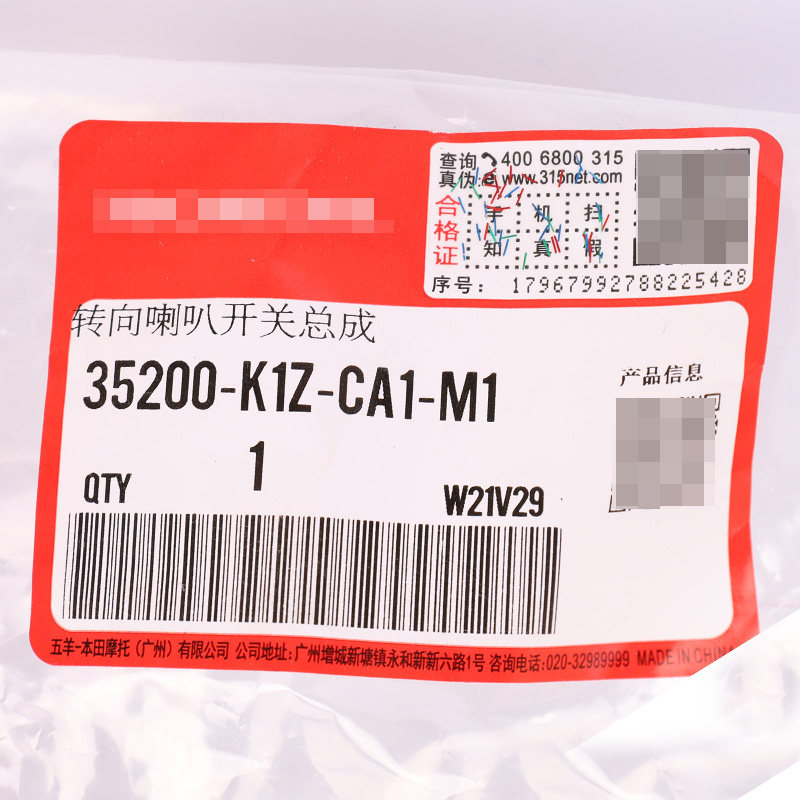 查询 400 6800 315
真伪: www.315net.com
合格证
手 机 扫
知 真 假
序号: 17967992788225428
转向喇叭开关总成
35200-K1Z-CA1-M1
产品信息
1
QTY
W21V29
五羊-本田摩托（广州）有限公司 公司地址:广州增城新塘镇永和新新六路1号 咨询电话:020-32989999 MADE IN CHINA